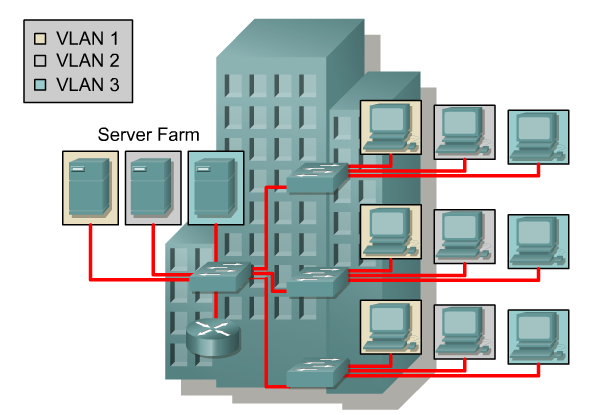 VLAN 1
VLAN 2
VLAN 3
Server Farm